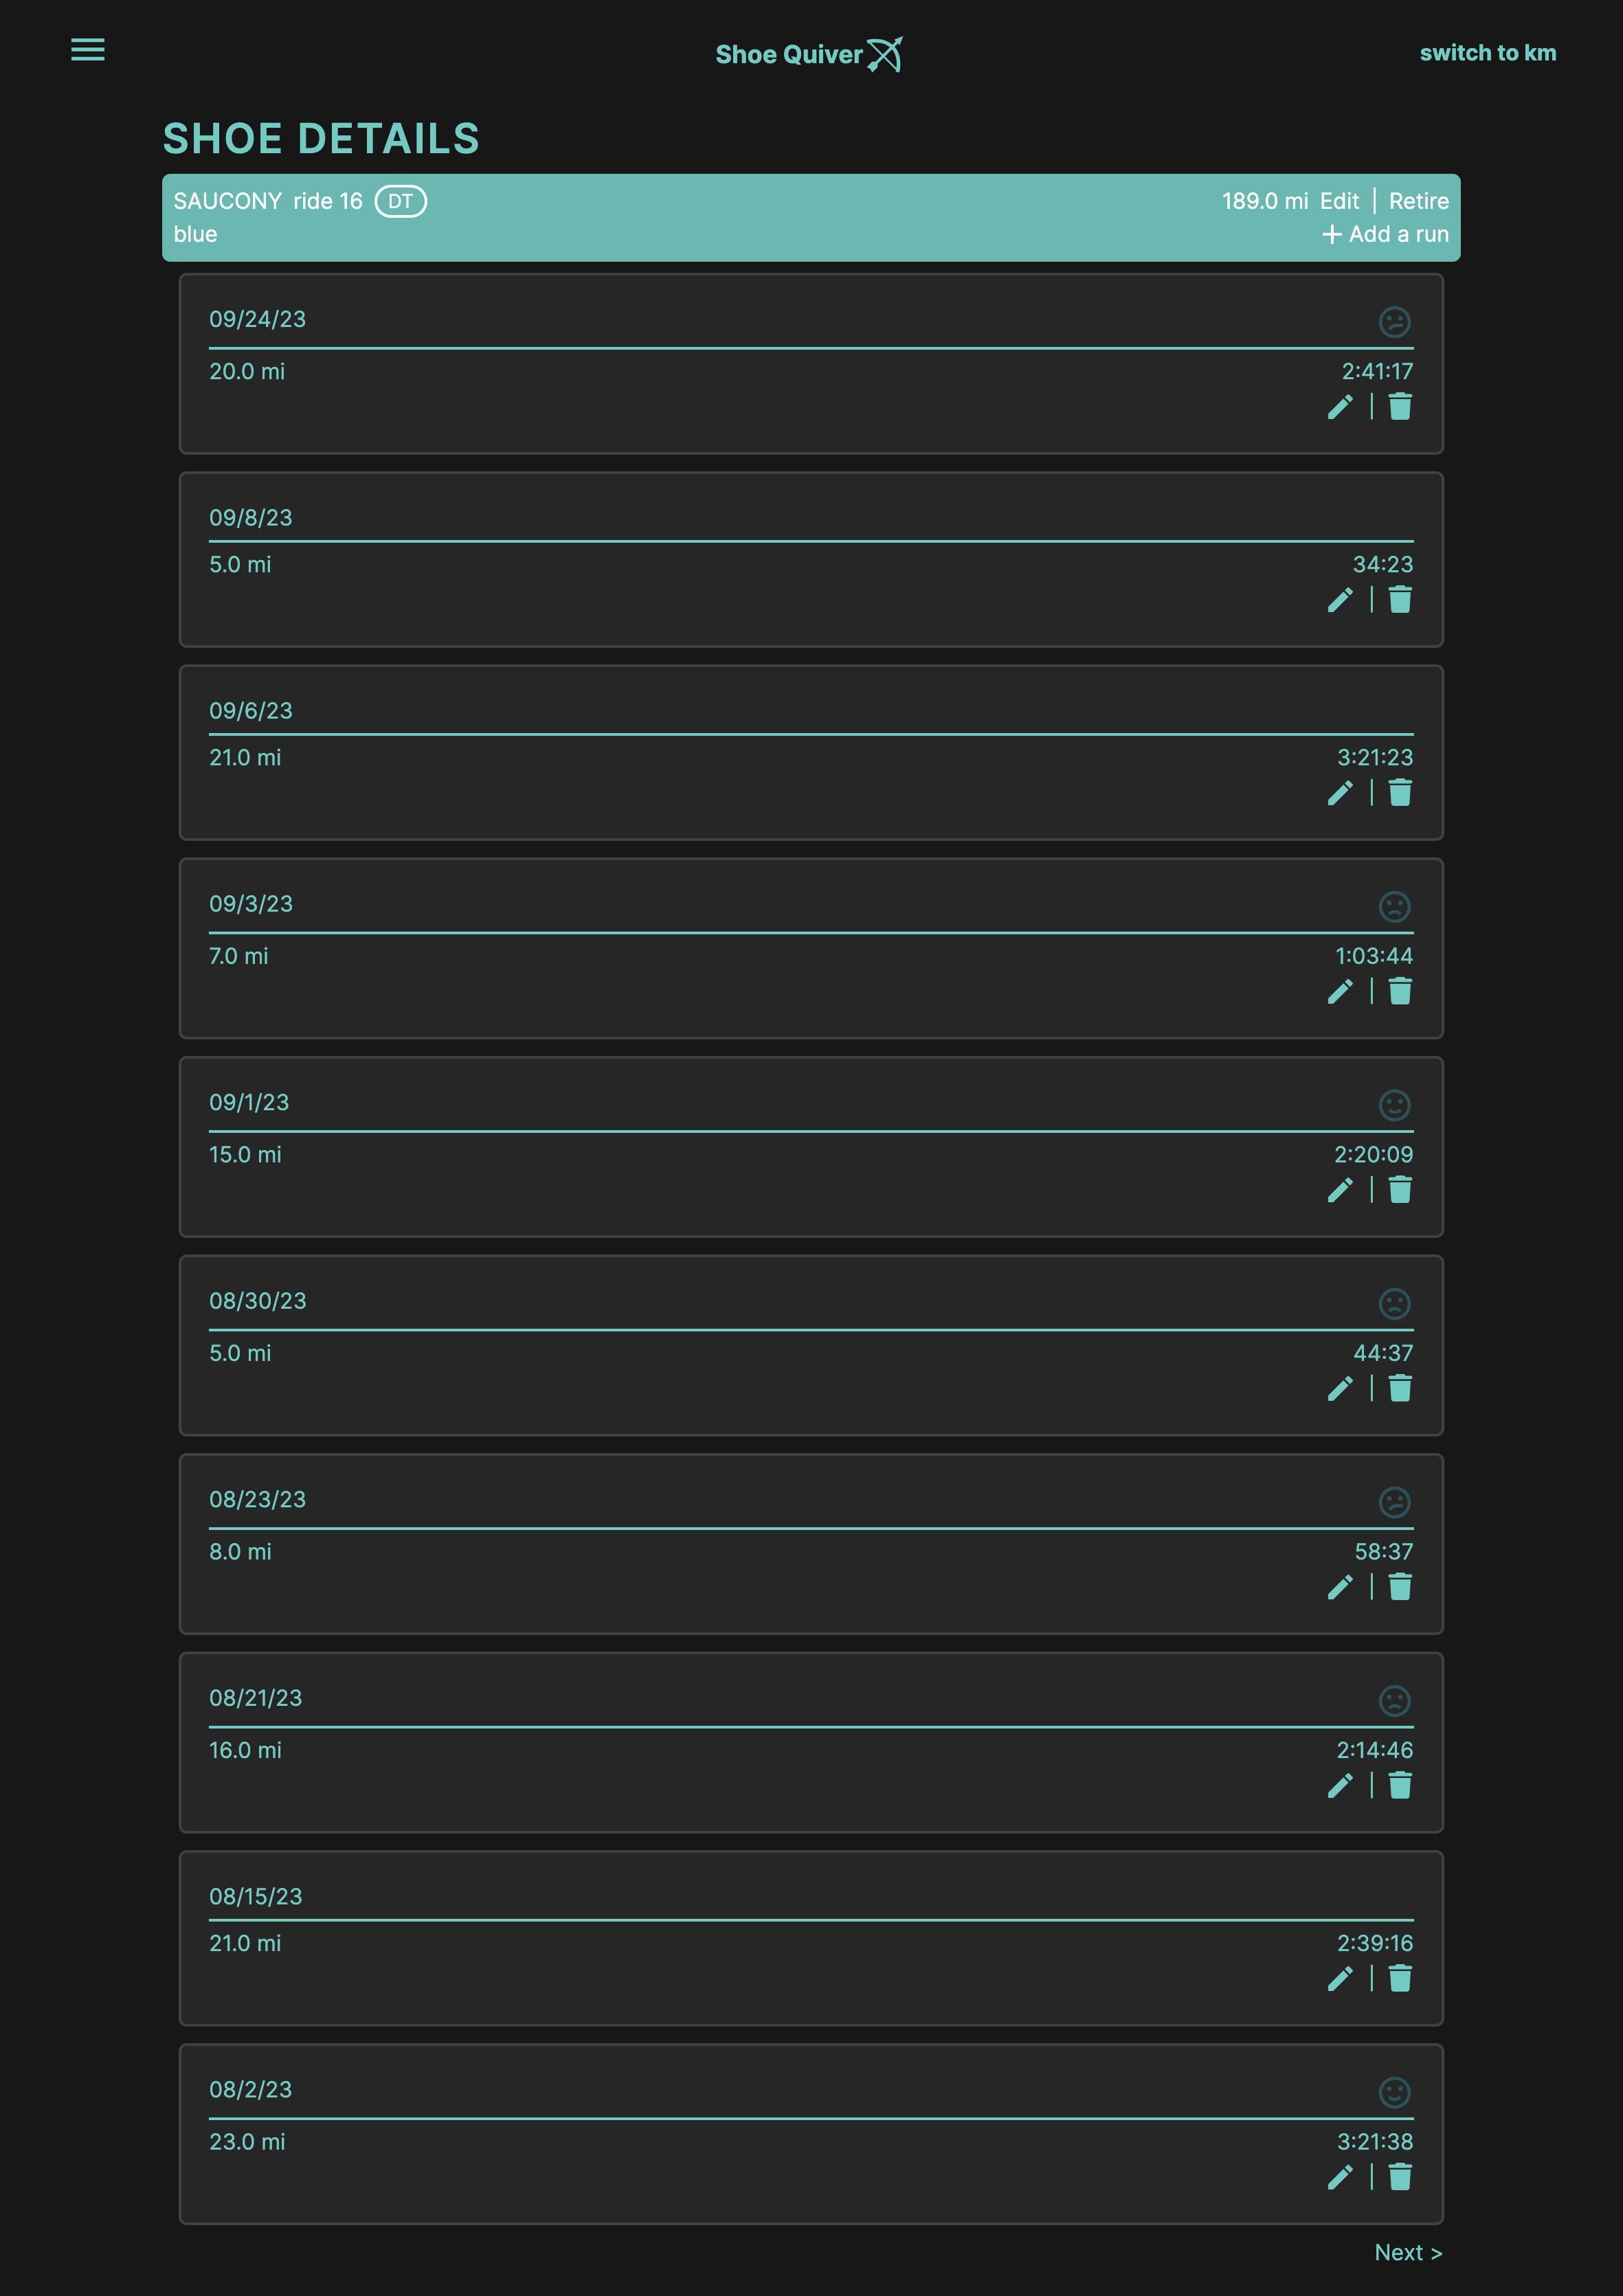 Shoe Quiver
switch to km
SHOE DETAILS
SAUCONY ride 16 DT
189.0 mi Edit | Retire
blue
+ Add a run
09/24/23
20.0 mi 2:41:17
09/8/23
5.0 mi 34:23
09/6/23
21.0 mi 3:21:23
09/3/23
7.0 mi 1:03:44
09/1/23
15.0 mi 2:20:09
08/30/23
5.0 mi 44:37
08/23/23
8.0 mi 58:37
08/21/23
16.0 mi 2:14:46
08/15/23
21.0 mi 2:39:16
08/2/23
23.0 mi 3:21:38
Next >